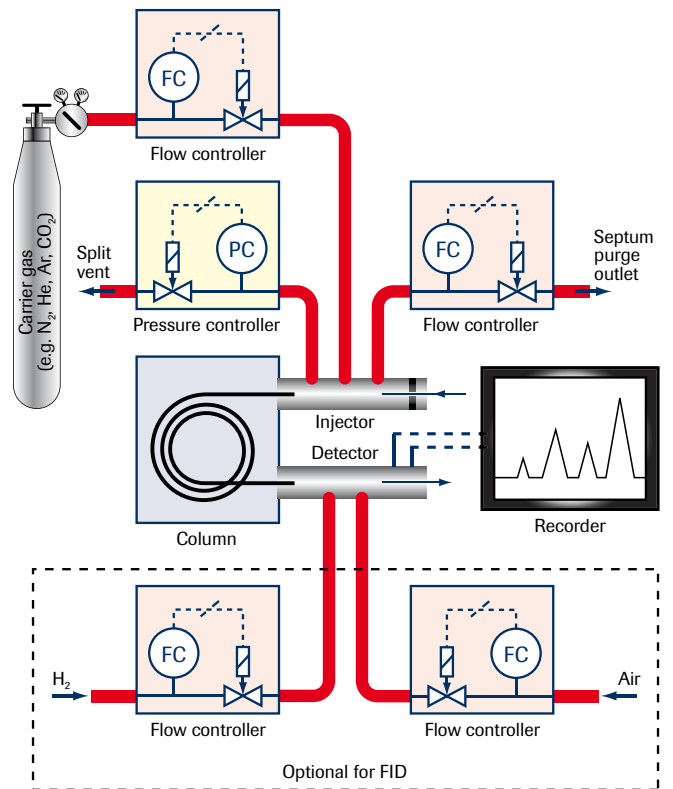 FC
Flow controller
Carrier gas
(e.g. N₂, He, Ar, CO₂)
Split
vent
PC
Pressure controller
FC
Flow controller
Septum
purge
outlet
Injector
Detector
Column
Recorder
H₂
FC
Flow controller
FC
Flow controller
Air
Optional for FID